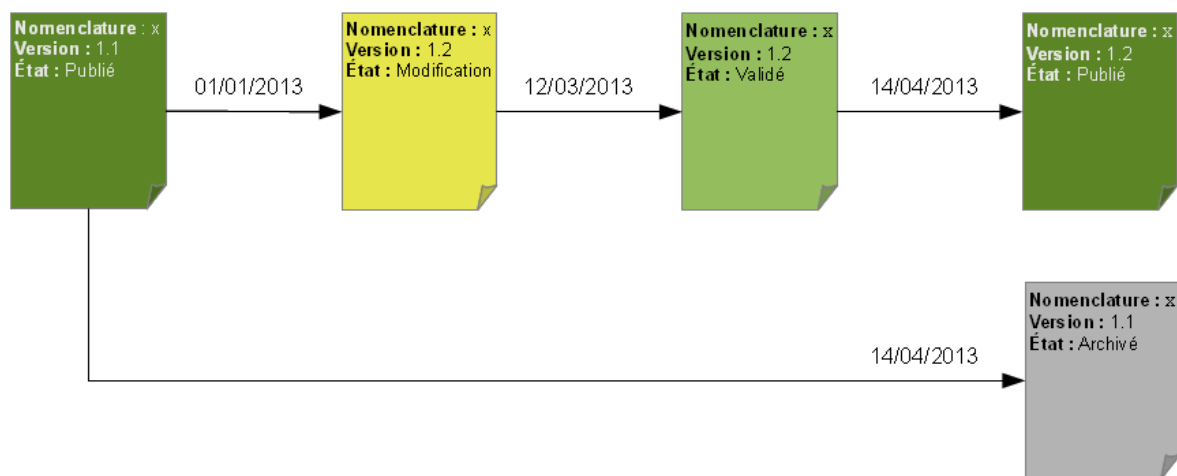 Nomenclature : x
Version : 1.1
État : Publié
01/01/2013
Nomenclature : x
Version : 1.2
État : Modification
12/03/2013
Nomenclature : x
Version : 1.2
État : Validé
14/04/2013
Nomenclature : x
Version : 1.2
État : Publié
14/04/2013
Nomenclature : x
Version : 1.1
État : Archivé